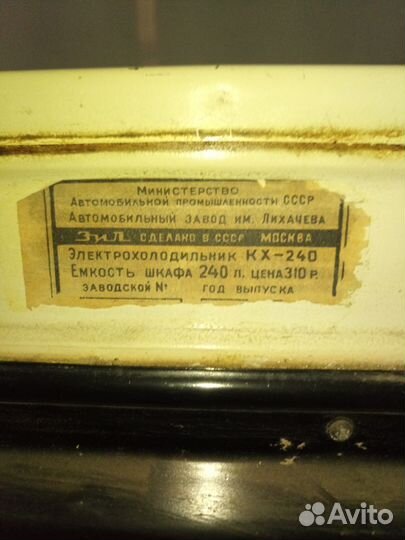 Министерство
Автомобильной промышленности СССР
Автомобильный завод им. Лихачева
ЗиЛ сделано в СССР Москва
Электрохолодильник КХ-240
Емкость шкафа 240 л. цена 310 р.
заводской № год выпуска
Avito